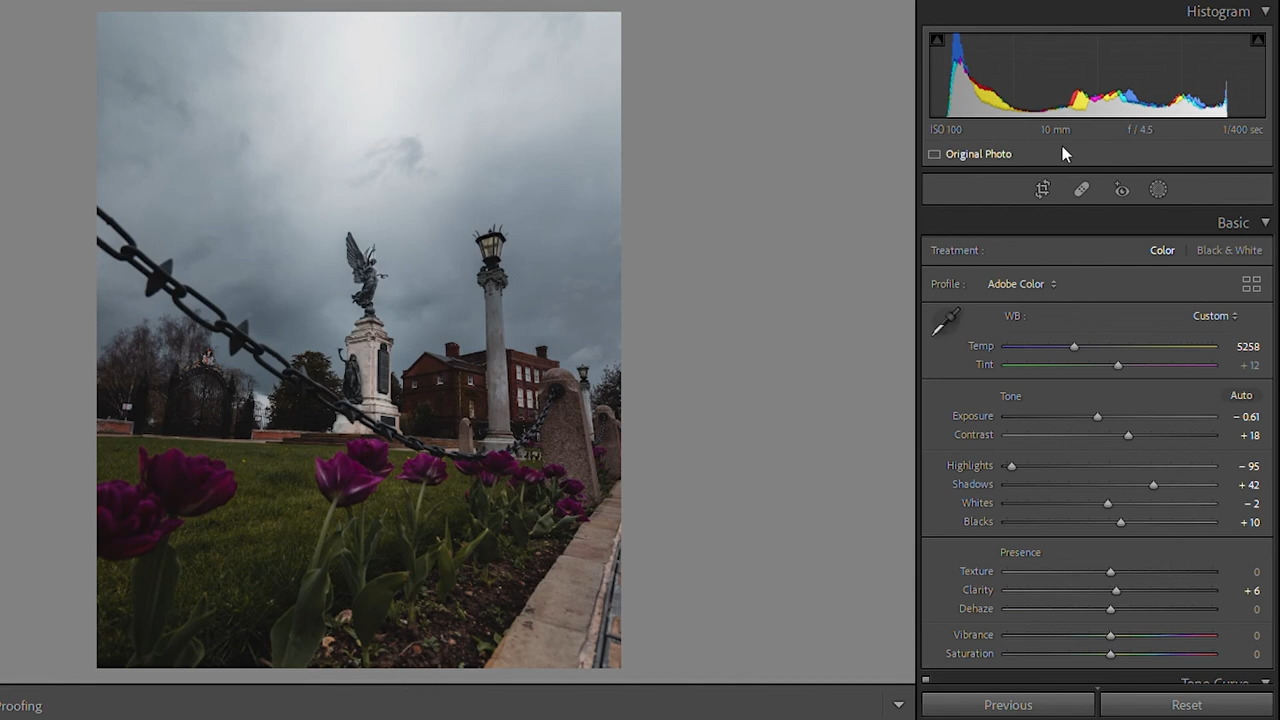 Histogram
ISO 100 10 mm f / 4.5 1/400 sec
Original Photo
Basic
Treatment : Color Black & White
Profile : Adobe Color
WB : Custom
Temp 5258
Tint + 12
Tone Auto
Exposure − 0.61
Contrast + 18
Highlights − 95
Shadows + 42
Whites − 2
Blacks + 10
Presence
Texture 0
Clarity + 6
Dehaze 0
Vibrance 0
Saturation 0
Tone Curve
roofing Previous Reset